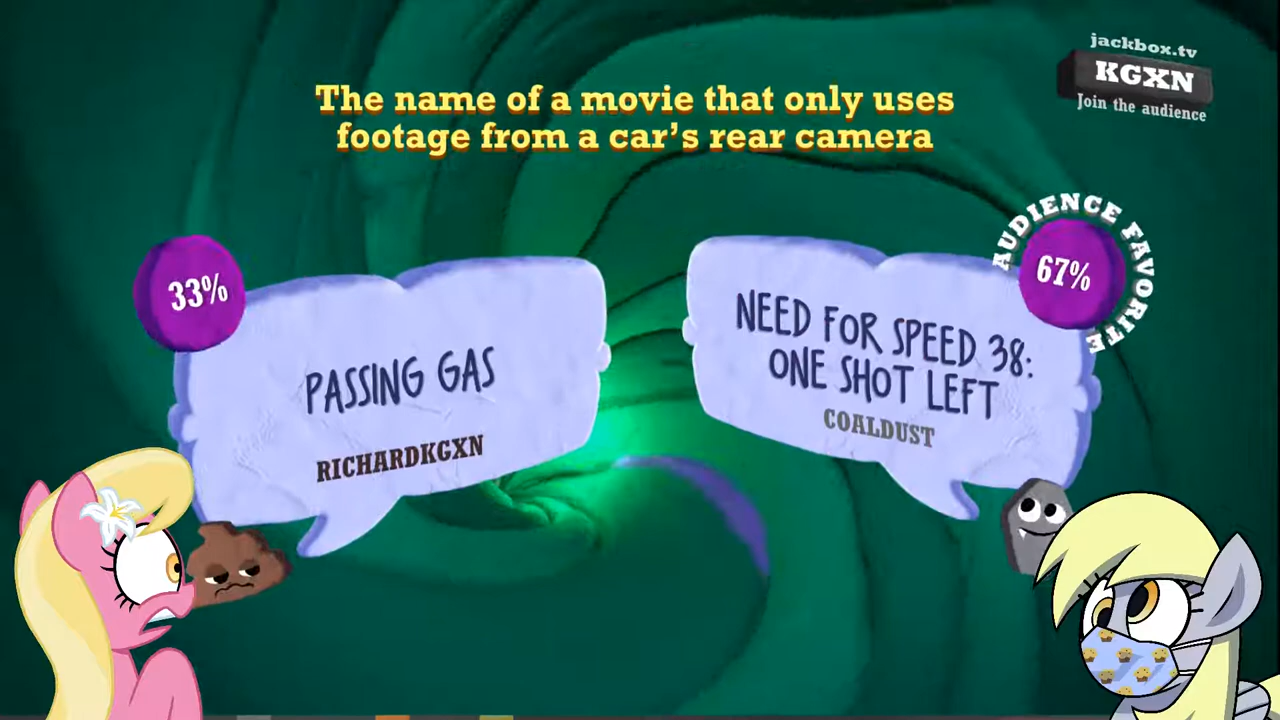 jackbox.tv
KGXN
Join the audience
The name of a movie that only uses
footage from a car's rear camera
33%
PASSING GAS
RICHARDKGXN
AUDIENCE FAVORITE
67%
NEED FOR SPEED 38:
ONE SHOT LEFT
COALDUST